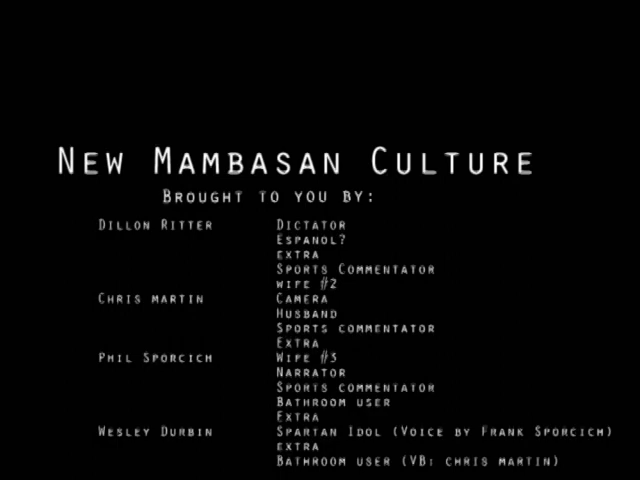 New Mambasan Culture
Brought to you by:
Dillon Ritter Dictator
Espanol?
extra
Sports Commentator
wife #2
Chris martin Camera
Husband
Sports commentator
Extra
Phil Sporcich Wife #3
Narrator
Sports commentator
Bathroom user
Extra
Wesley Durbin Spartan Idol (Voice by Frank Sporcich)
extra
Bathroom user (VB: chris martin)